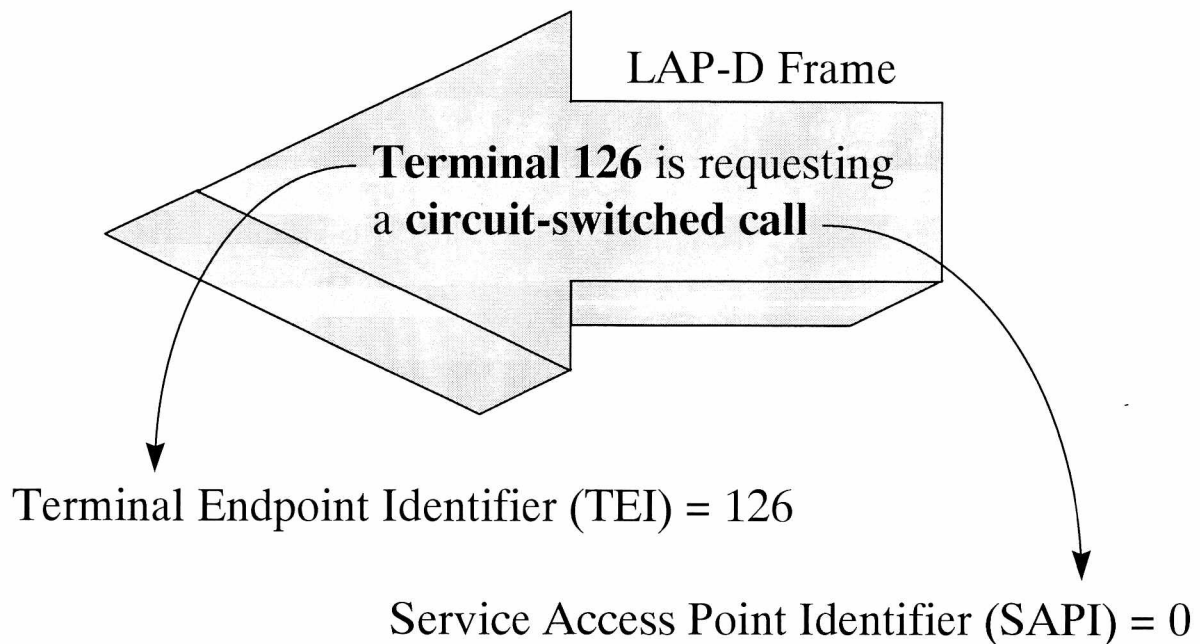 LAP-D Frame
Terminal 126 is requesting
a circuit-switched call
Terminal Endpoint Identifier (TEI) = 126
Service Access Point Identifier (SAPI) = 0